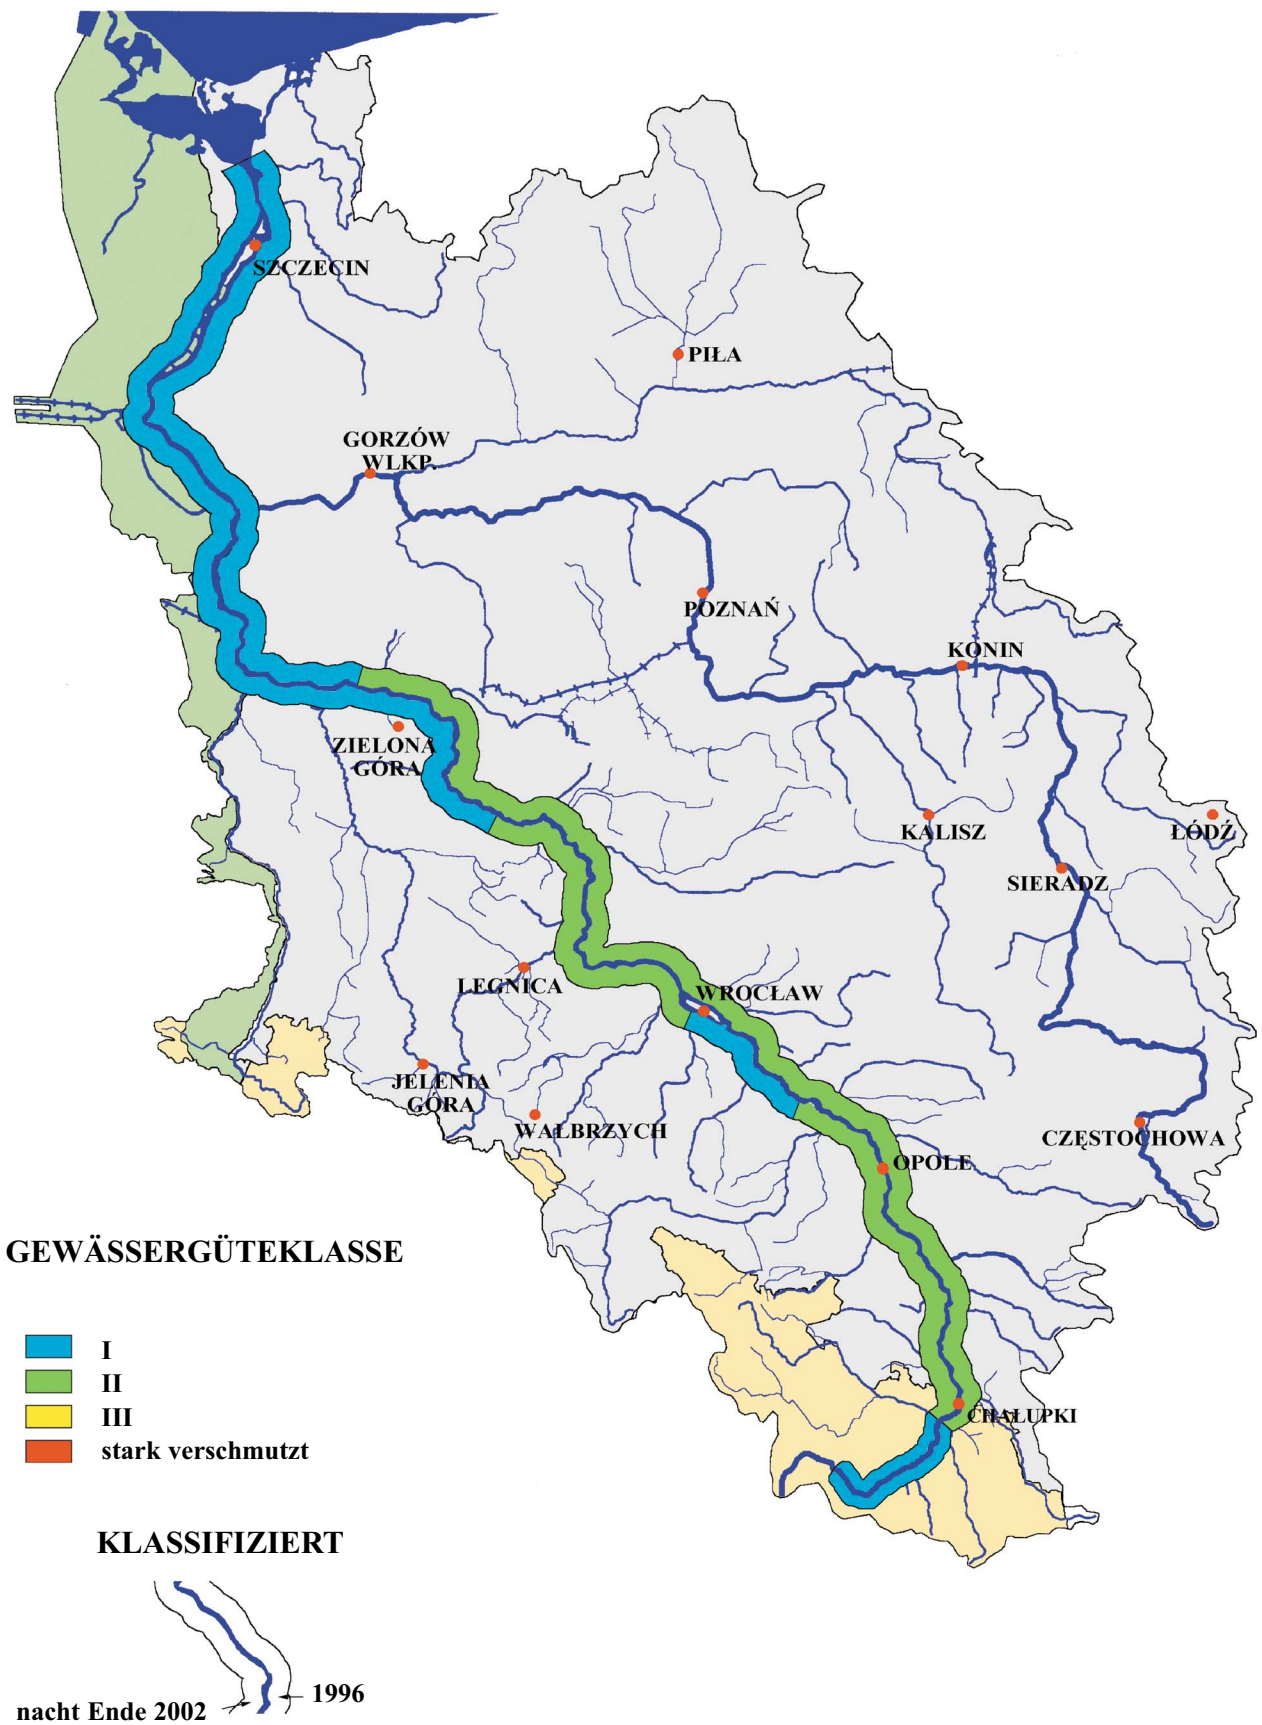 SZCZECIN
PIŁA
GORZÓW
WLKP.
POZNAŃ
KONIN
ZIELONA
GÓRA
KALISZ
ŁÓDŹ
SIERADZ
LEGNICA
WROCŁAW
JELENIA
GÓRA
WAŁBRZYCH
CZĘSTOCHOWA
OPOLE
CHAŁUPKI
GEWÄSSERGÜTEKLASSE
I
II
III
stark verschmutzt
KLASSIFIZIERT
1996
nacht Ende 2002